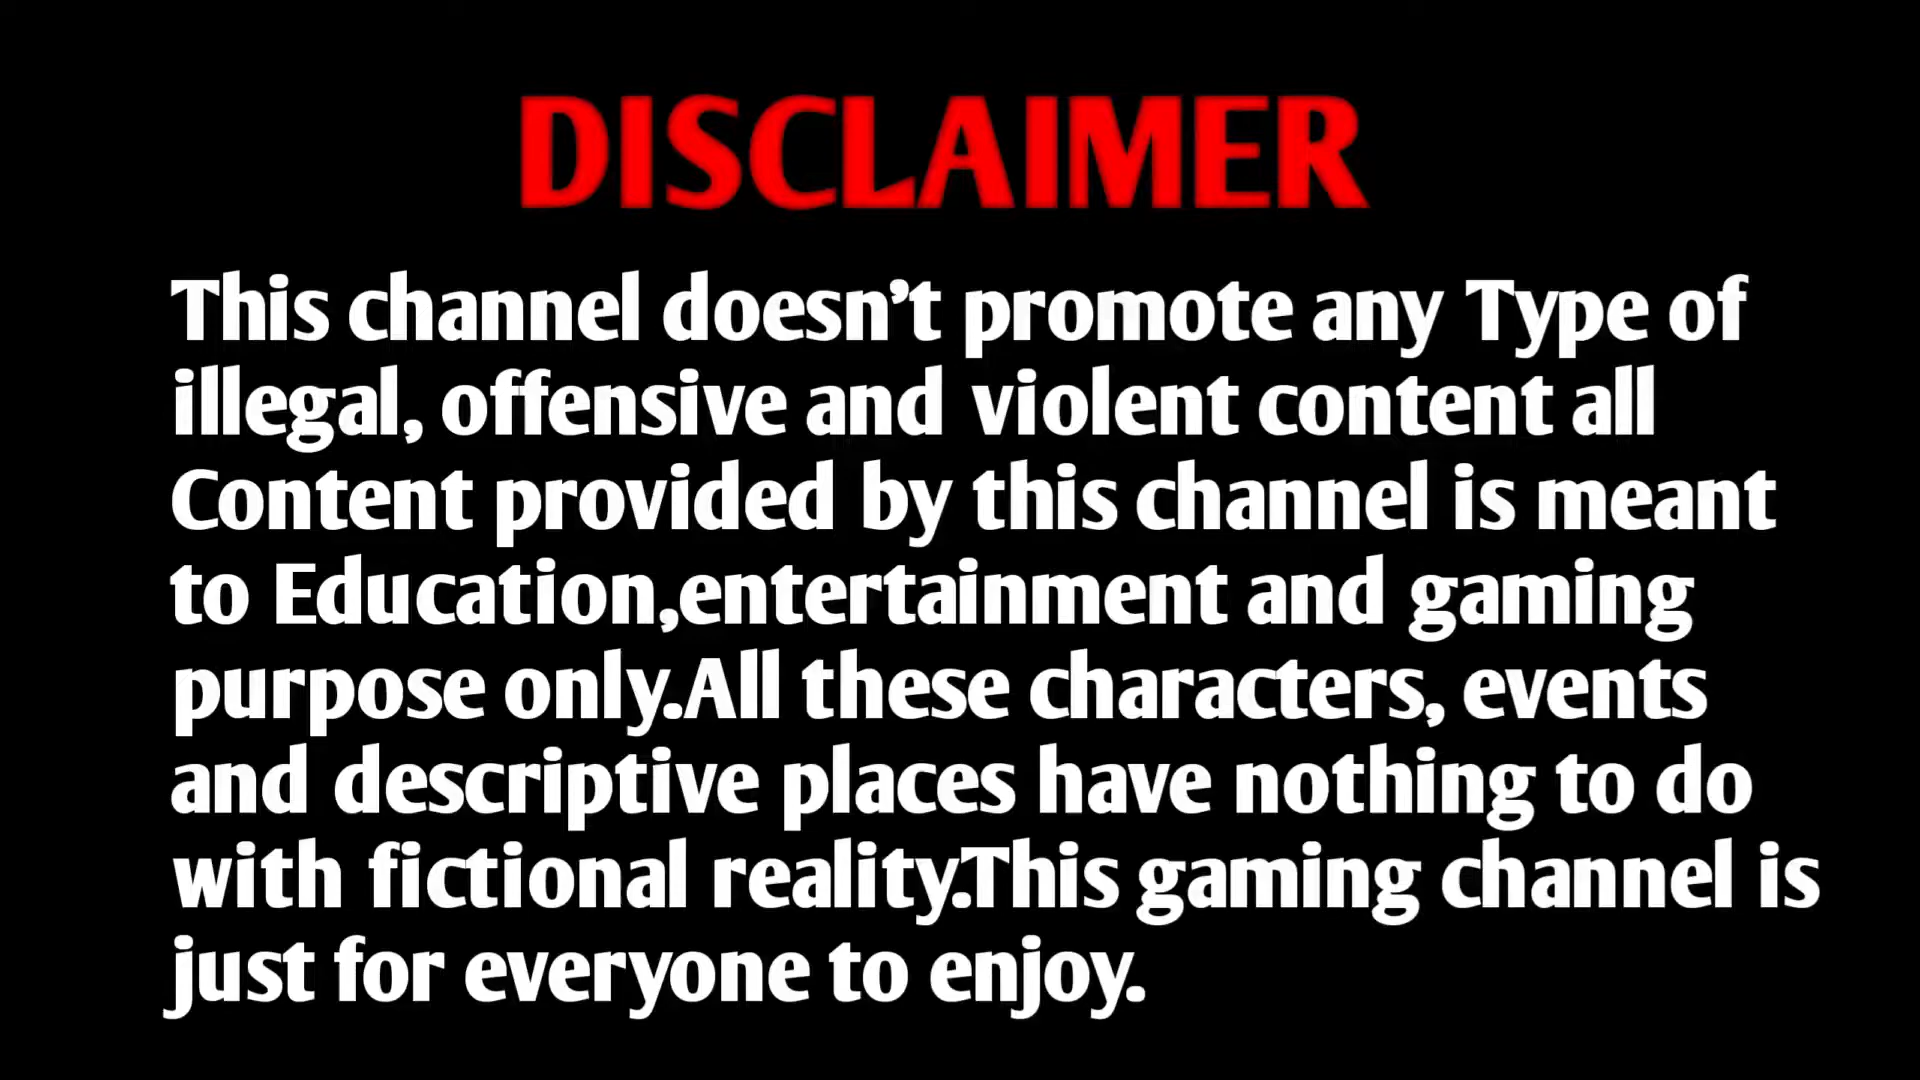 DISCLAIMER
This channel doesn't promote any Type of
illegal, offensive and violent content all
Content provided by this channel is meant
to Education,entertainment and gaming
purpose only.All these characters, events
and descriptive places have nothing to do
with fictional reality.This gaming channel is
just for everyone to enjoy.